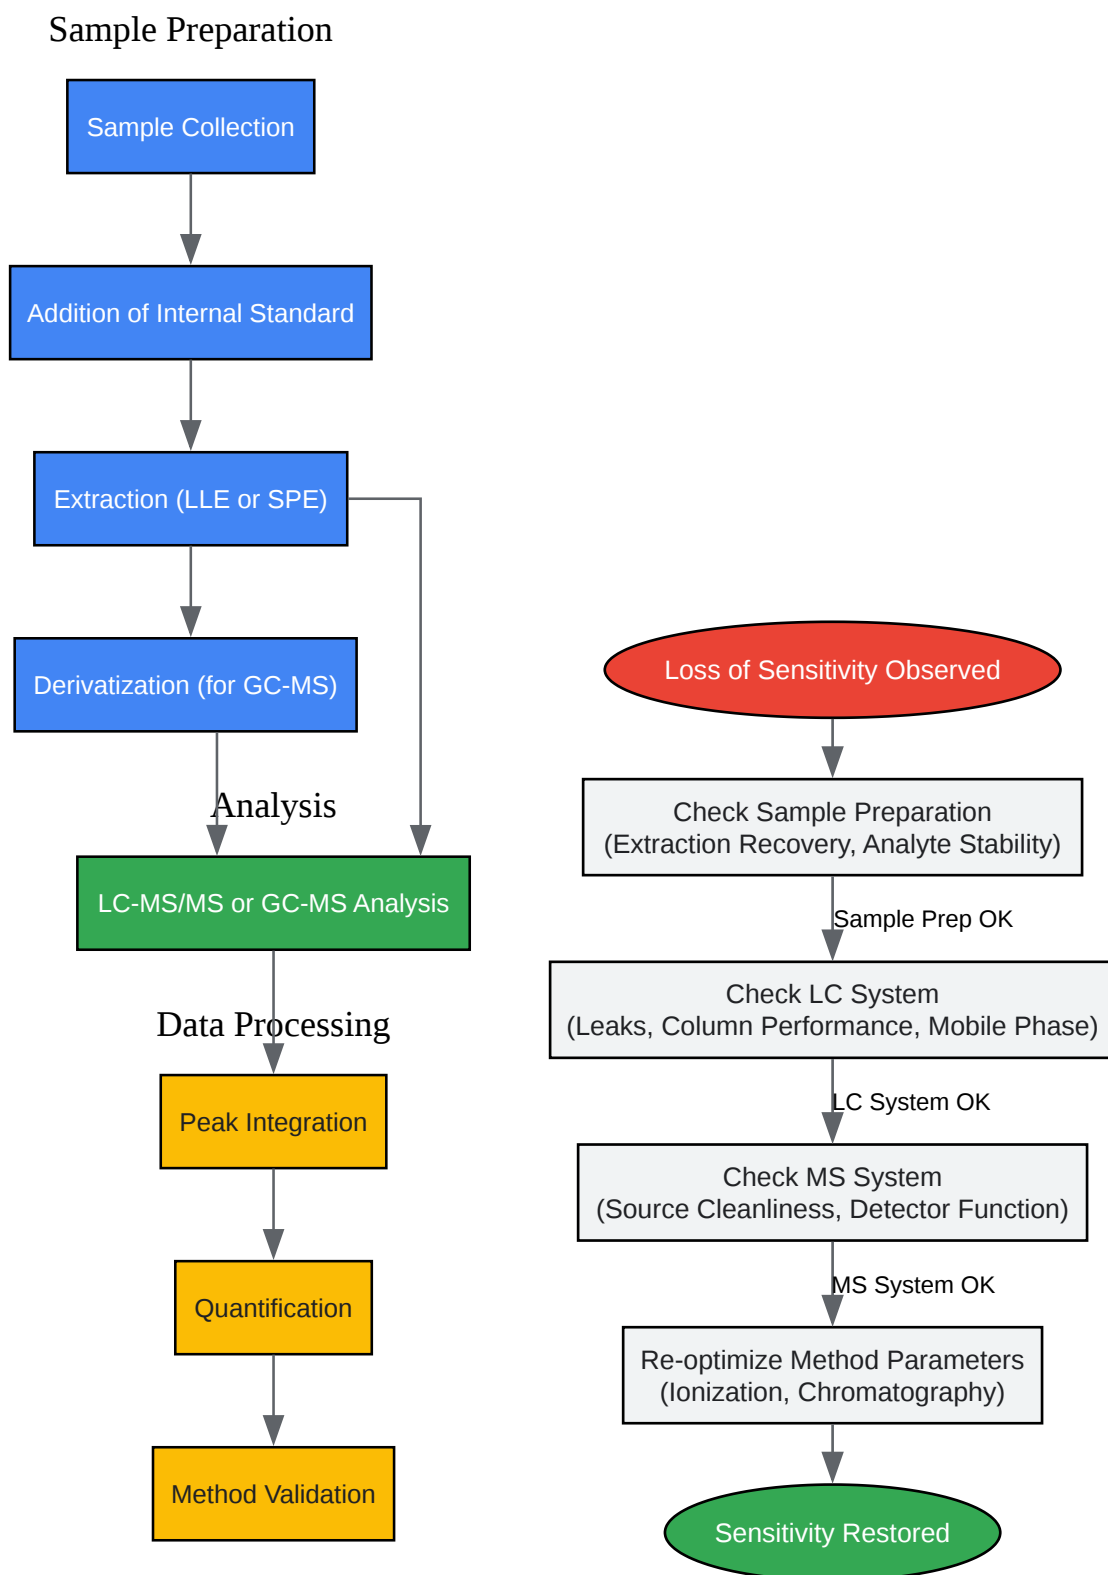 Sample Preparation
Sample Collection
Addition of Internal Standard
Extraction (LLE or SPE)
Derivatization (for GC-MS)
Analysis
LC-MS/MS or GC-MS Analysis
Data Processing
Peak Integration
Quantification
Method Validation
Loss of Sensitivity Observed
Check Sample Preparation
(Extraction Recovery, Analyte Stability)
Sample Prep OK
Check LC System
(Leaks, Column Performance, Mobile Phase)
LC System OK
Check MS System
(Source Cleanliness, Detector Function)
MS System OK
Re-optimize Method Parameters
(Ionization, Chromatography)
Sensitivity Restored